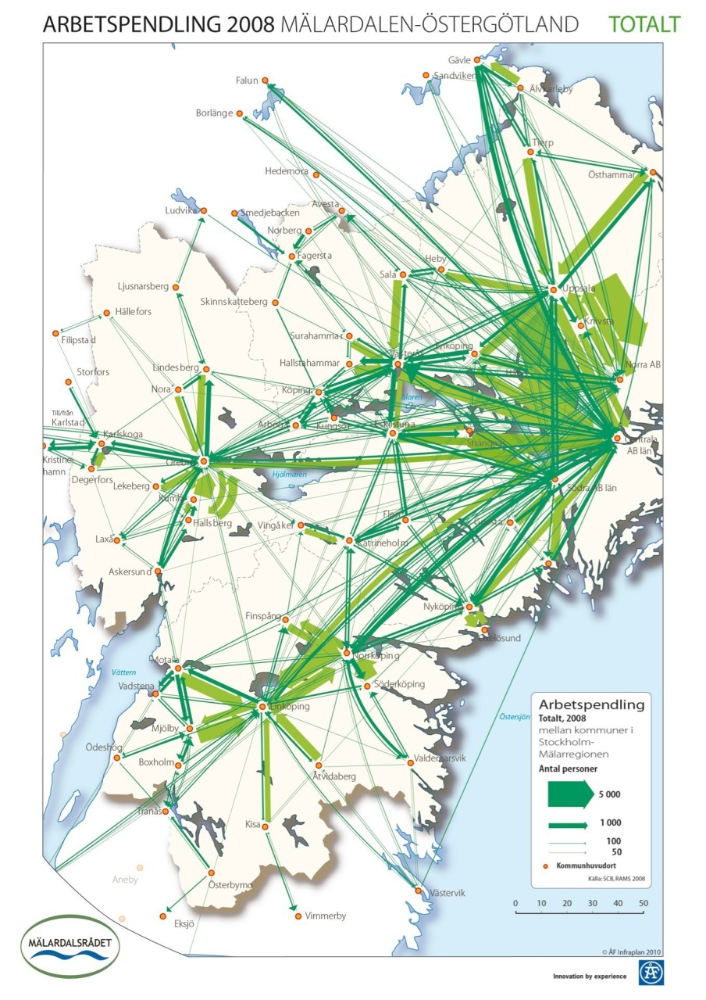 ARBETSPENDLING 2008 MÄLARDALEN-ÖSTERGÖTLAND TOTALT
Gävle
Sandviken
Falun
Älvkarleby
Borlänge
Tierp
Hedemora
Östhammar
Avesta
Ludvika
Smedjebacken
Norberg
Fagersta
Heby
Sala
Ljusnarsberg
Uppsala
Skinnskatteberg
Hällefors
Knivsta
Filipstad
Surahammar
Enköping
Västerås
Hallstahammar
Lindesberg
Norra AB
Storfors
Nora
Köping
Mälaren
Till/från
Karlstad
Arboga
Kungsör
Eskilstuna
Karlskoga
Strängnäs
Centrala
AB län
Kristine
hamn
Örebro
Degerfors
Hjälmaren
Lekeberg
Södra AB län
Kumla
Hallsberg
Vingåker
Flen
Gnesta
Laxå
Katrineholm
Askersund
Trosa
Nyköping
Finspång
Oxelösund
Norrköping
Motala
Vättern
Vadstena
Söderköping
Linköping
Mjölby
Östersjön
Ödeshög
Boxholm
Valdemarsvik
Åtvidaberg
Tranås
Kisa
Aneby
Österbymo
Västervik
Eksjö
Vimmerby
Arbetspendling
Totalt, 2008
mellan kommuner i
Stockholm-
Mälarregionen
Antal personer
5 000
1 000
100
50
Kommunhuvudort
Källa: SCB, RAMS 2008
0 10 20 30 40 50
MÄLARDALSRÅDET
© ÅF Infraplan 2010
Innovation by experience
ÅF